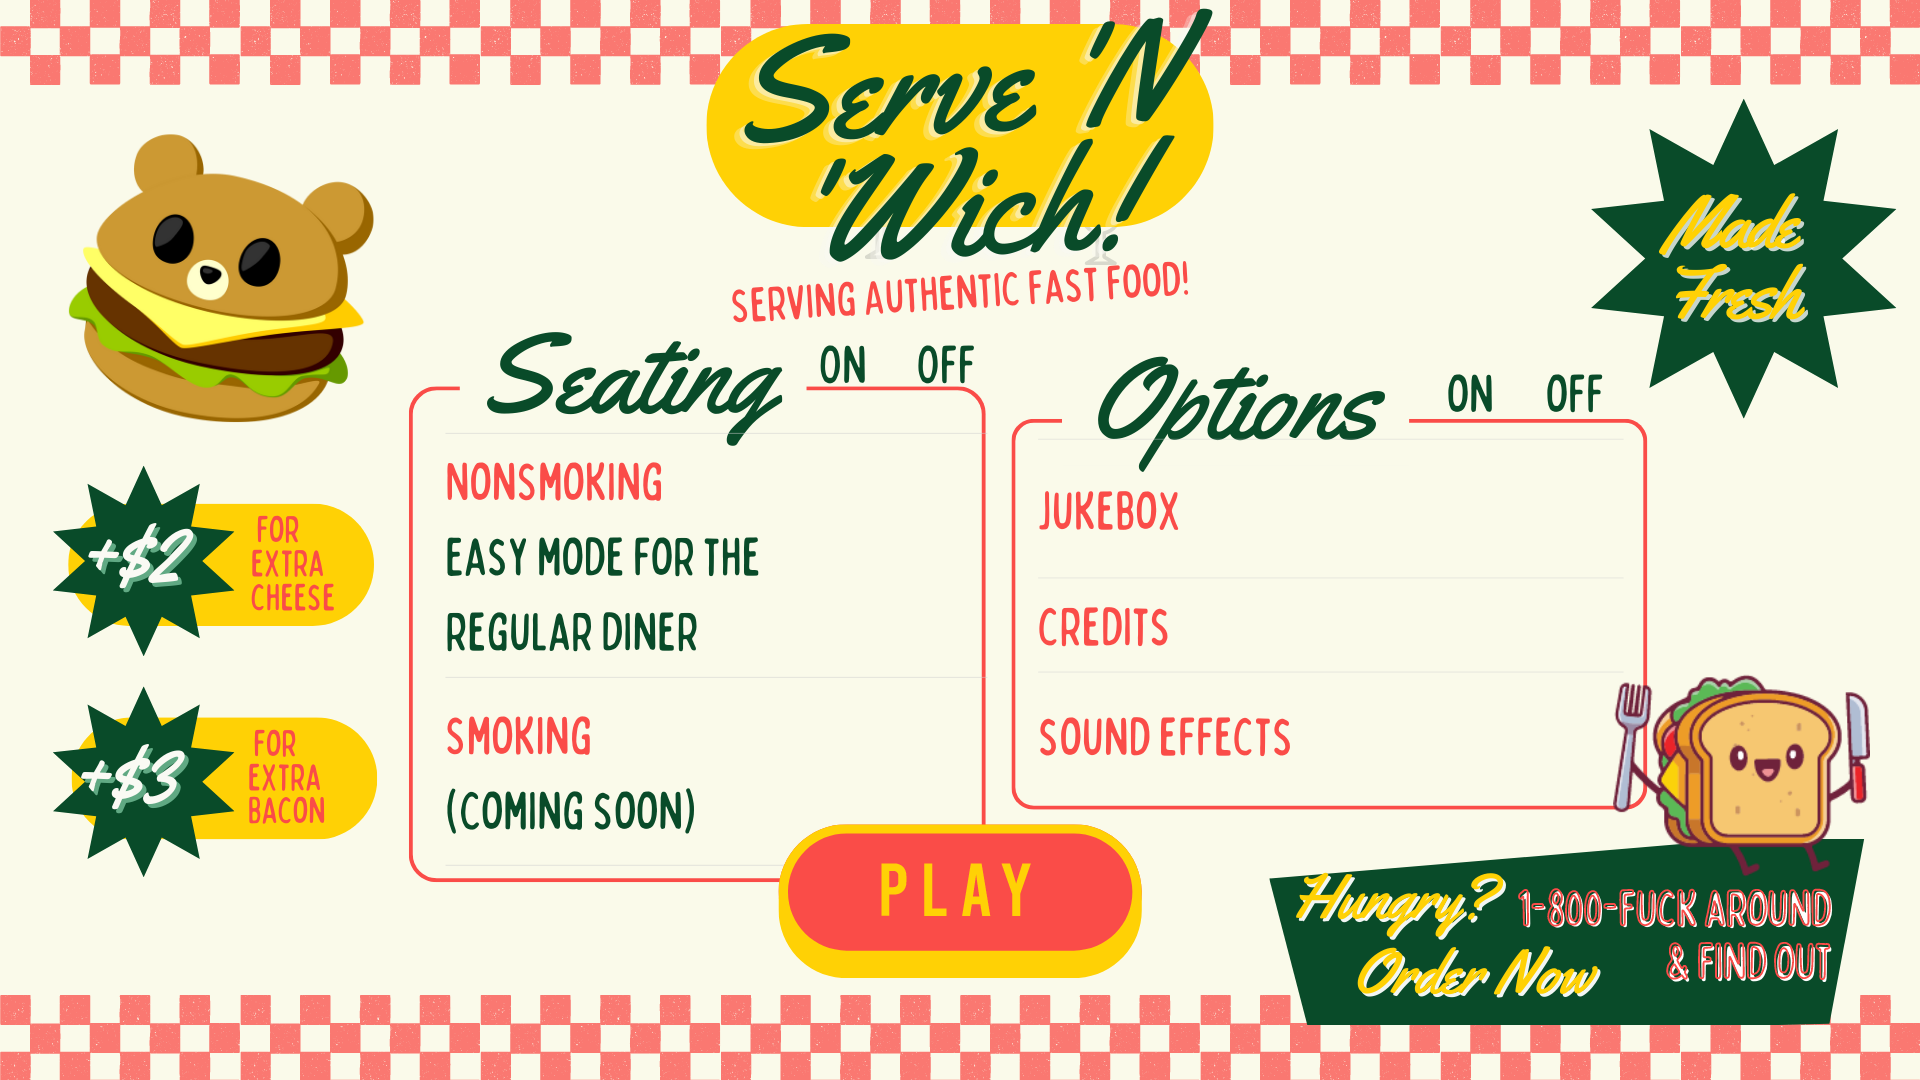 Serve 'N
'Wich!
SERVING AUTHENTIC FAST FOOD!
Made
Fresh
Seating ON OFF
NONSMOKING
EASY MODE FOR THE
REGULAR DINER
SMOKING
(COMING SOON)
Options ON OFF
JUKEBOX
CREDITS
SOUND EFFECTS
+$2
FOR
EXTRA
CHEESE
+$3
FOR
EXTRA
BACON
PLAY
Hungry?
Order Now
1-800-FUCK AROUND
& FIND OUT